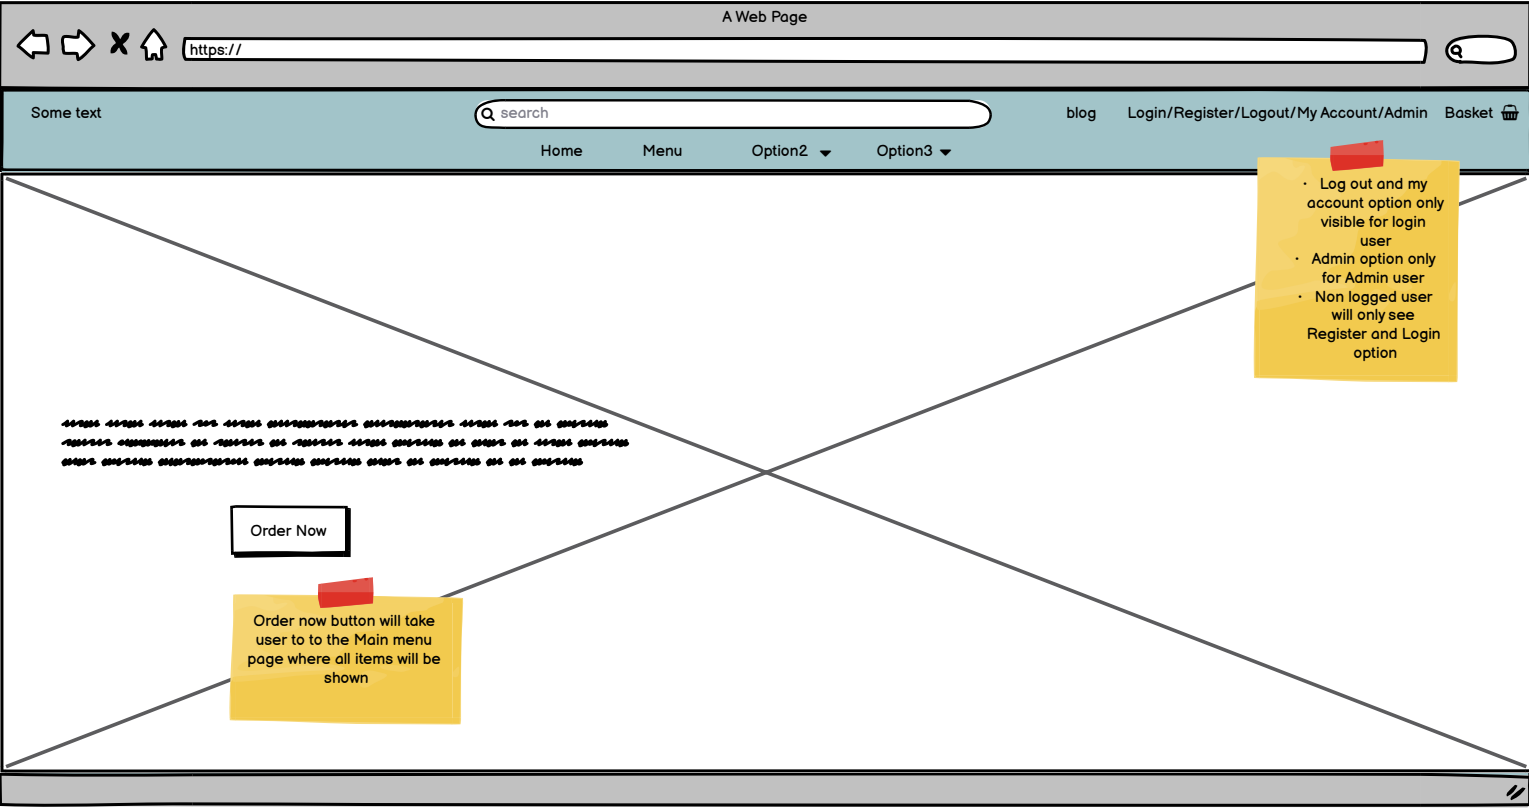 A Web Page
https://
Some text
search
blog
Login/Register/Logout/My Account/Admin
Basket
Home
Menu
Option2
Option3
• Log out and my
account option only
visible for login
user
• Admin option only
for Admin user
• Non logged user
will only see
Register and Login
option
Order Now
Order now button will take
user to to the Main menu
page where all items will be
shown